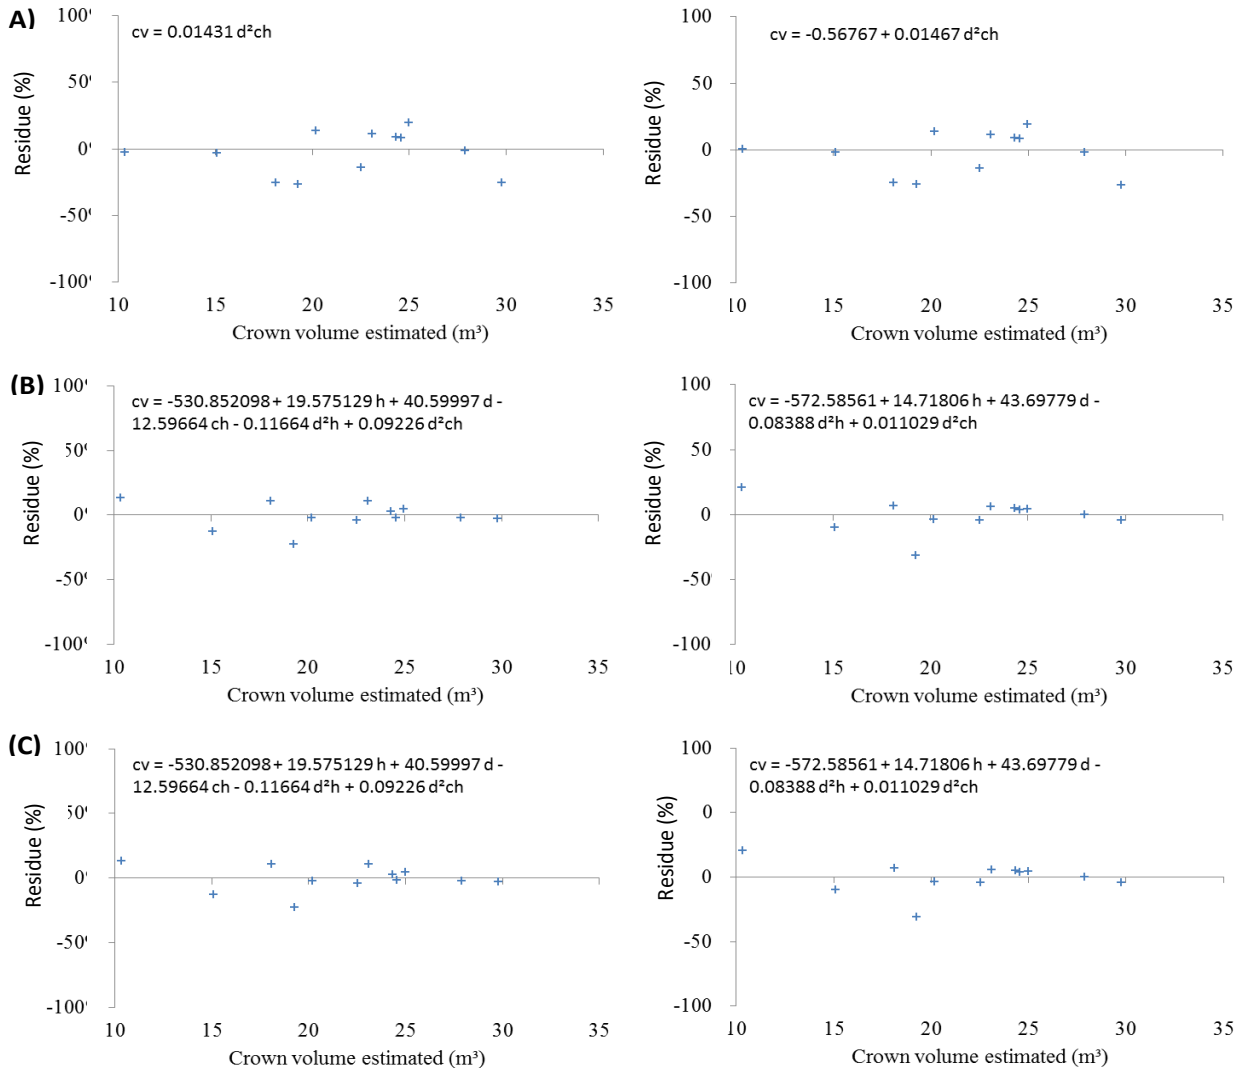 A)
100'
50'
0'
-50'
-100'
Residue (%)
cv = 0.01431 d²ch
10 15 20 25 30 35
Crown volume estimated (m³)
100
50
0
-50
-100
Residue (%)
cv = -0.56767 + 0.01467 d²ch
10 15 20 25 30 35
Crown volume estimated (m³)
(B)
100'
50'
0'
-50'
-100'
Residue (%)
cv = -530.852098 + 19.575129 h + 40.59997 d -
12.59664 ch - 0.11664 d²h + 0.09226 d²ch
10 15 20 25 30 35
Crown volume estimated (m³)
100
50
0
-50
-100
Residue (%)
cv = -572.58561 + 14.71806 h + 43.69779 d -
0.08388 d²h + 0.011029 d²ch
10 15 20 25 30 35
Crown volume estimated (m³)
(C)
100'
50'
0'
-50'
-100'
Residue (%)
cv = -530.852098 + 19.575129 h + 40.59997 d -
12.59664 ch - 0.11664 d²h + 0.09226 d²ch
10 15 20 25 30 35
Crown volume estimated (m³)
100
0
0
-50
-100
Residue (%)
cv = -572.58561 + 14.71806 h + 43.69779 d -
0.08388 d²h + 0.011029 d²ch
10 15 20 25 30 35
Crown volume estimated (m³)